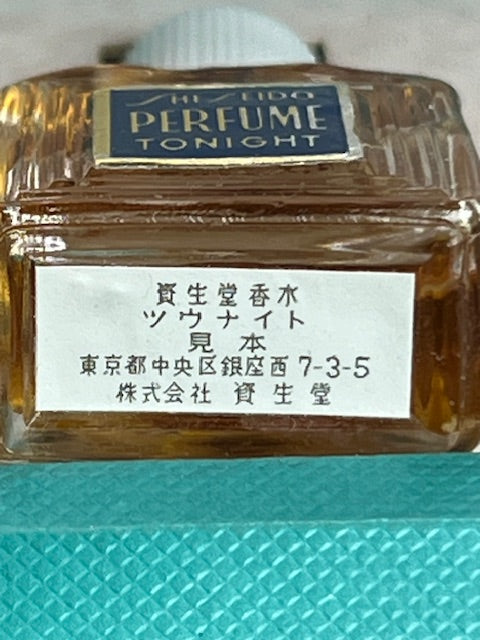 SHISEIDO
PERFUME
TONIGHT
資生堂香水
ツウナイト
見本
東京都中央区銀座西7-3-5
株式会社 資生堂